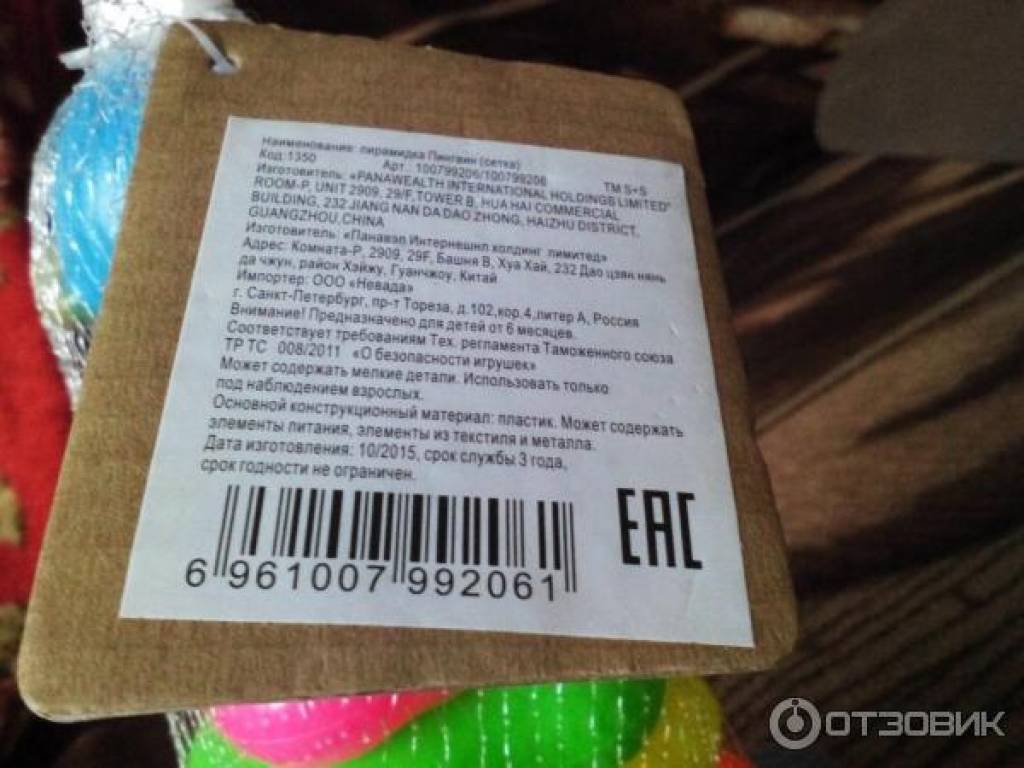 Наименование: пирамидка Пингвин (сетка)
Код:1350 Арт.: 100799206/100799206 TM S+S
Изготовитель: «PANAWEALTH INTERNATIONAL HOLDINGS LIMITED"
ROOM-P, UNIT 2909, 29/F,TOWER B, HUA HAI COMMERCIAL
BUILDING, 232 JIANG NAN DA DAO ZHONG, HAIZHU DISTRICT,
GUANGZHOU,CHINA
Изготовитель: «Панавэл Интернешнл холдинг лимитед»
Адрес: Комната-Р, 2909, 29F, Башня В, Хуа Хай, 232 Дао цзян нянь
да чжун, район Хэйжу, Гуанчжоу, Китай
Импортер: ООО «Невада»
г. Санкт-Петербург, пр-т Тореза, д.102,кор.4,литер А, Россия
Внимание! Предназначено для детей от 6 месяцев.
Соответствует требованиям Тех. регламента Таможенного союза
ТР ТС 008/2011 «О безопасности игрушек»
Может содержать мелкие детали. Использовать только
под наблюдением взрослых.
Основной конструкционный материал: пластик. Может содержать
элементы питания, элементы из текстиля и металла.
Дата изготовления: 10/2015, срок службы 3 года,
срок годности не ограничен.
EAC
6 961007 992061
ОТЗОВИК